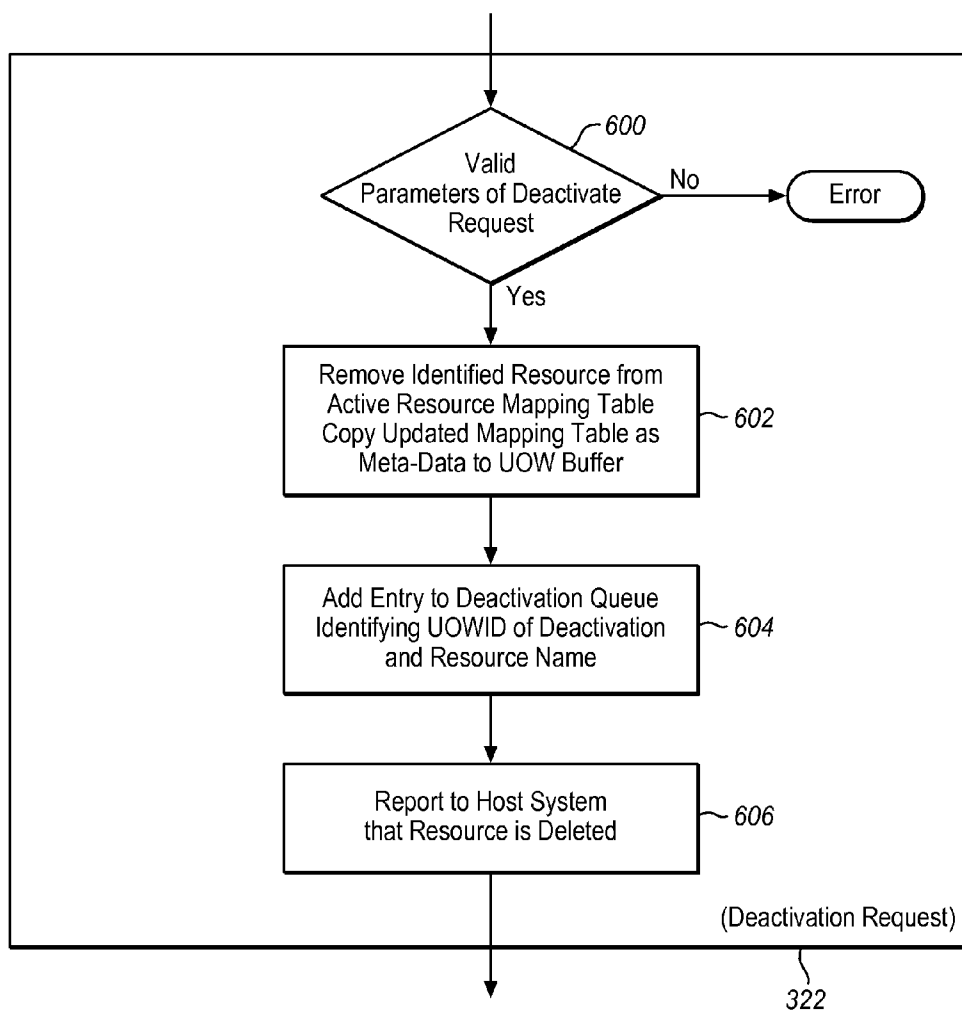 600
Valid
Parameters of Deactivate
Request
No
Error
Yes
Remove Identified Resource from
Active Resource Mapping Table
Copy Updated Mapping Table as
Meta-Data to UOW Buffer
602
Add Entry to Deactivation Queue
Identifying UOWID of Deactivation
and Resource Name
604
Report to Host System
that Resource is Deleted
606
(Deactivation Request)
322